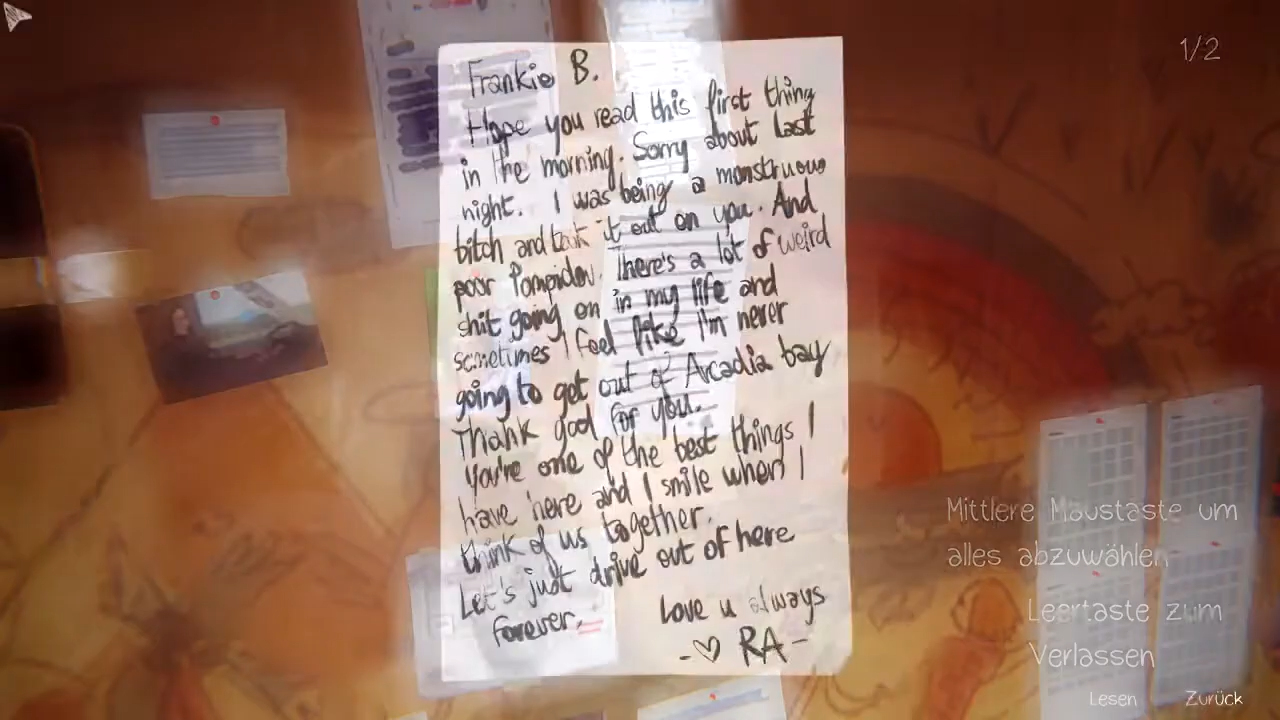 1/2
Frankie B.
Hope you read this first thing
in the morning. Sorry about last
night. I was being a monstruous
bitch and took it out on you. And
poor Pompidou. There's a lot of weird
shit going on in my life and
sometimes I feel like I'm never
going to get out of Arcadia bay
Thank god for you.
You're one of the best things I
have here and I smile when I
think of us together.
Let's just drive out of here
forever.
Love u always
-♡ RA-
Mittlere Maustaste um
alles abzuwählen
Leertaste zum
Verlassen
Lesen Zurück